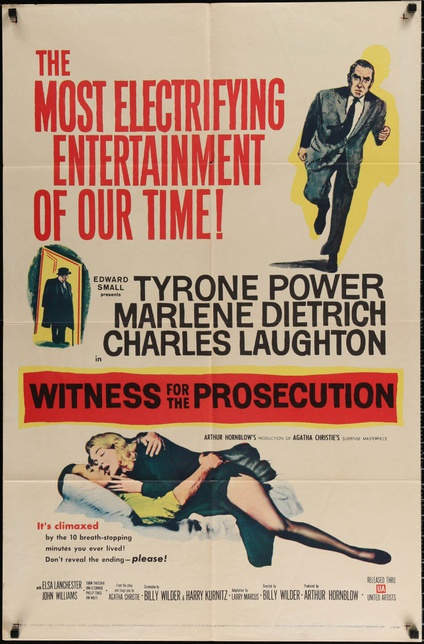 THE
MOST ELECTRIFYING
ENTERTAINMENT
OF OUR TIME!
EDWARD
SMALL
presents
TYRONE POWER
MARLENE DIETRICH
CHARLES LAUGHTON
in
WITNESS FOR THE PROSECUTION
ARTHUR HORNBLOW'S PRODUCTION OF AGATHA CHRISTIE'S SUSPENSE MASTERPIECE
It's climaxed
by the 10 breath-stopping
minutes you ever lived!
Don't reveal the ending—please!
with ELSA LANCHESTER
JOHN WILLIAMS
AGATHA CHRISTIE
Screenplay by BILLY WILDER & HARRY KURNITZ
Adaptation by LARRY MARCUS
Directed by BILLY WILDER
Produced by ARTHUR HORNBLOW
RELEASED THRU
UA
UNITED ARTISTS